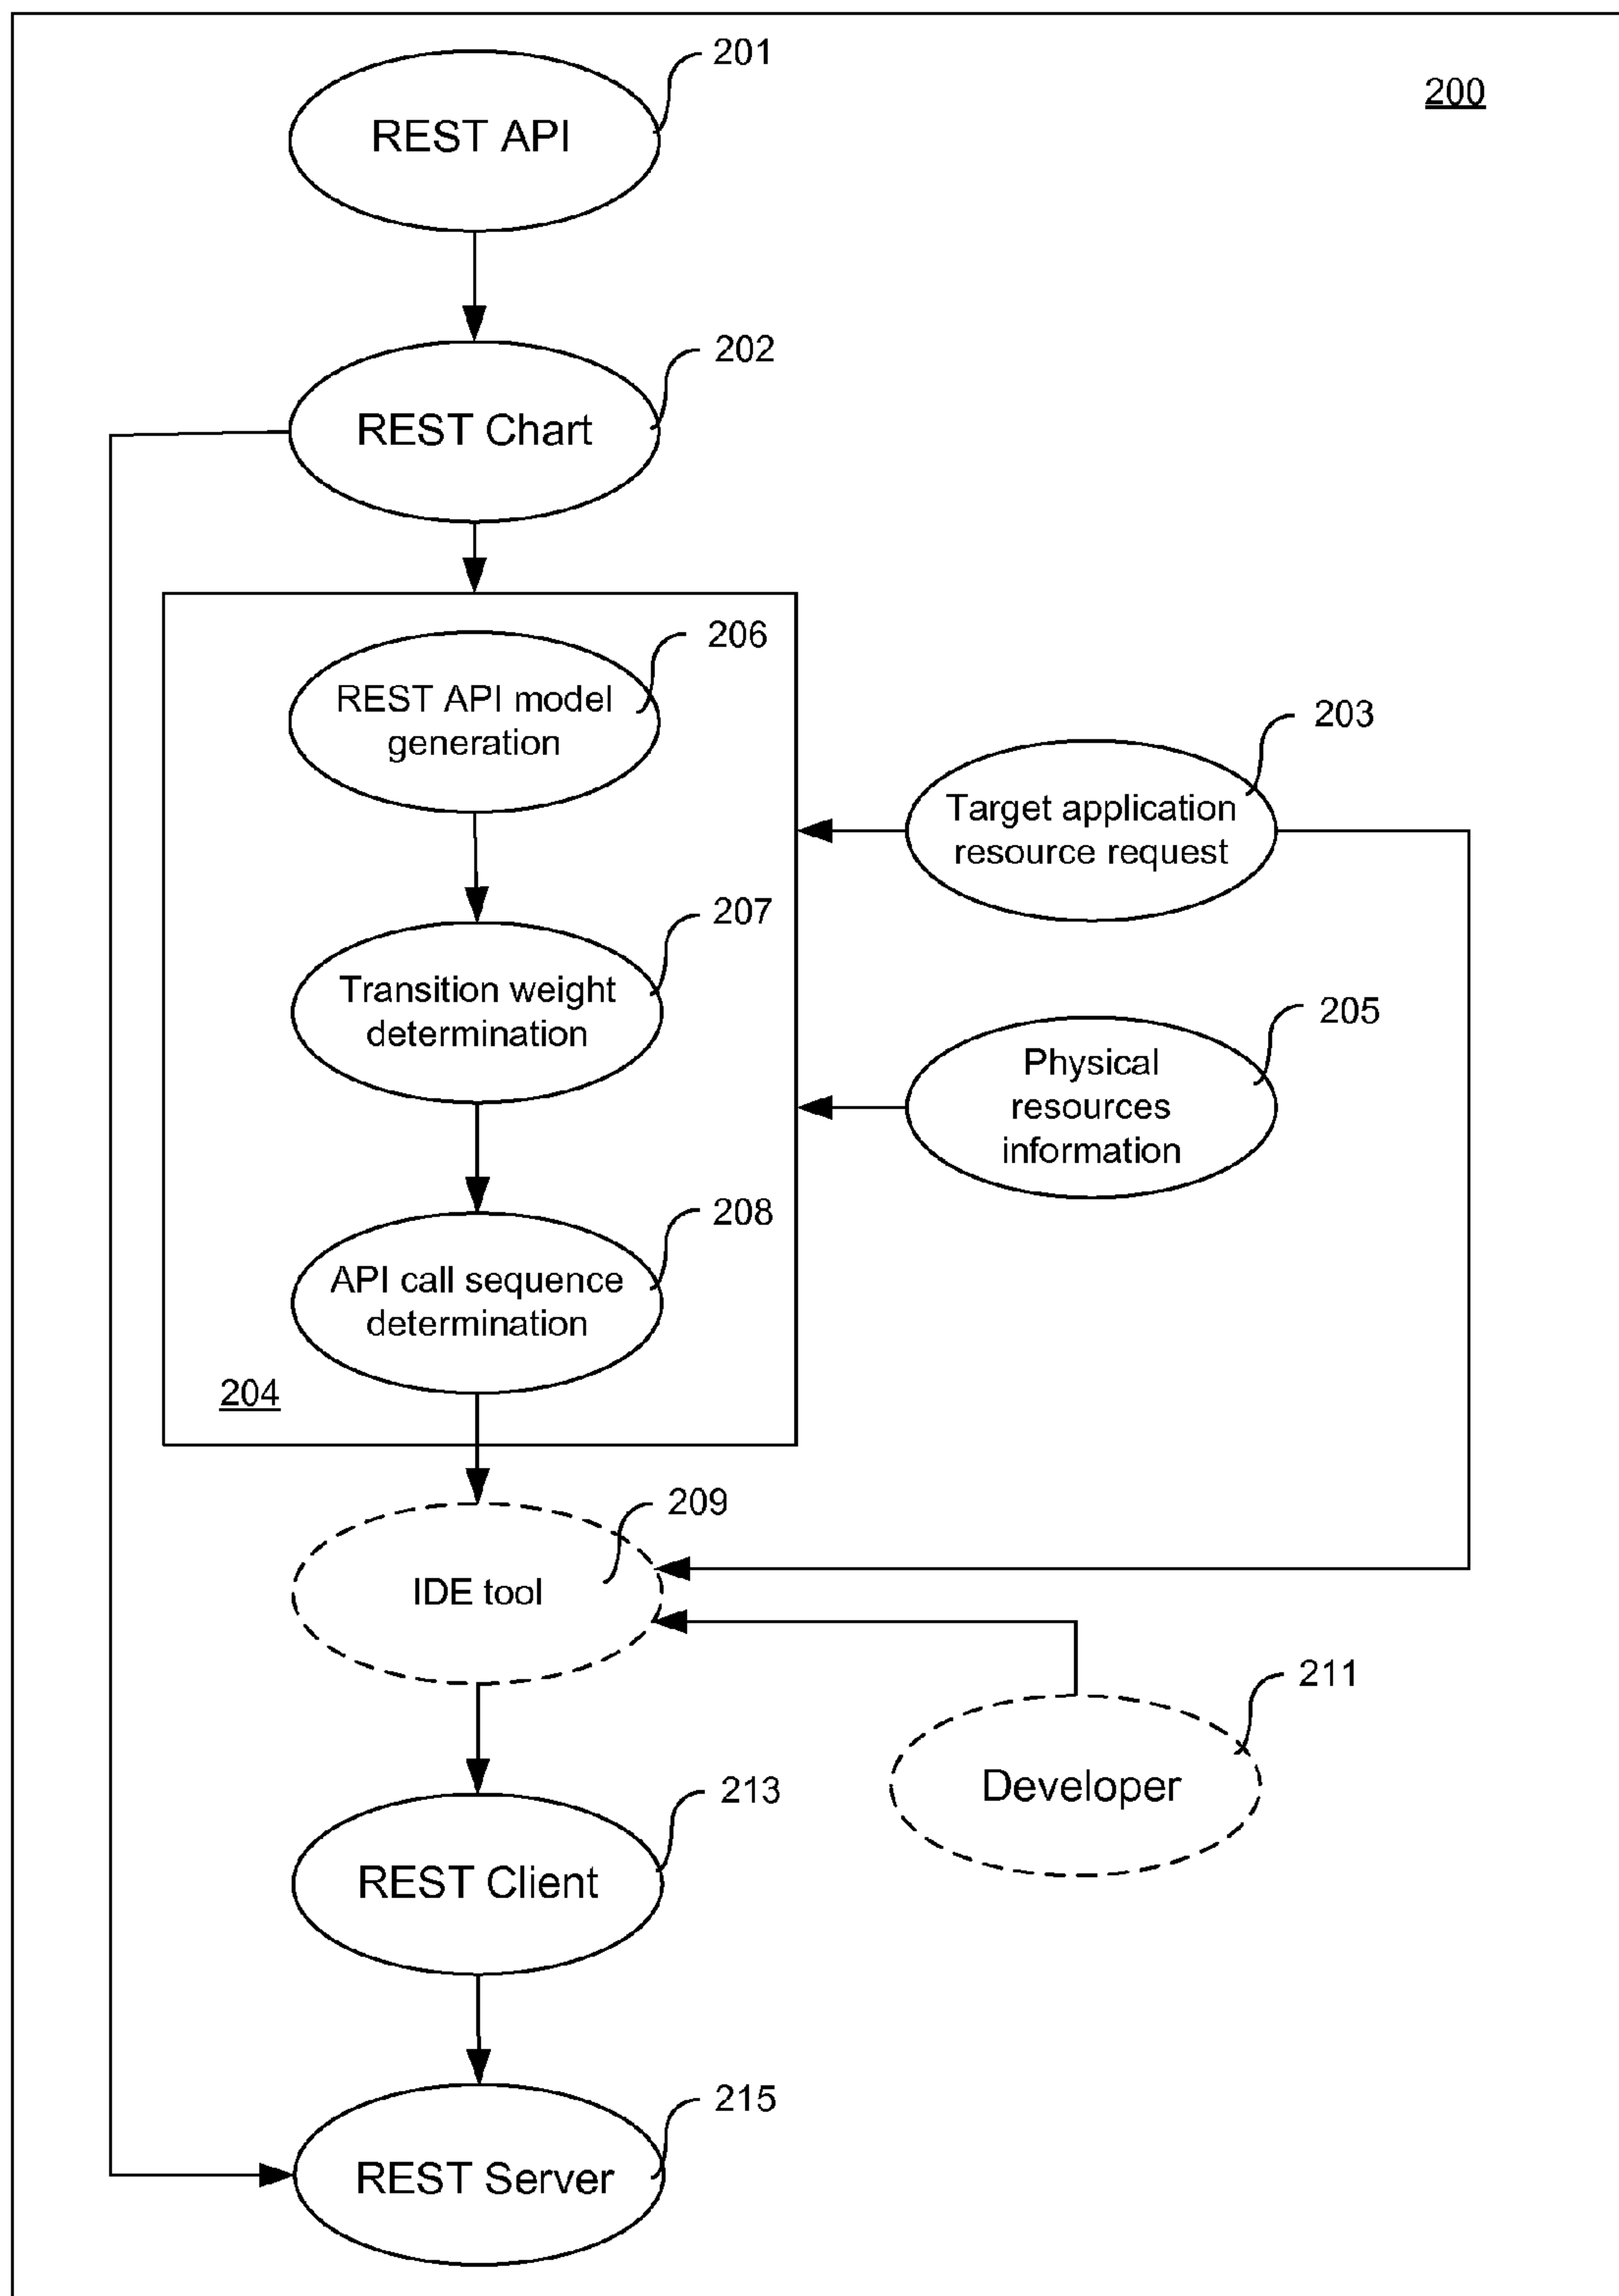 201
200
REST API
202
REST Chart
206
REST API model
generation
203
Target application
resource request
207
Transition weight
determination
205
Physical
resources
information
208
API call sequence
determination
204
209
IDE tool
211
Developer
213
REST Client
215
REST Server